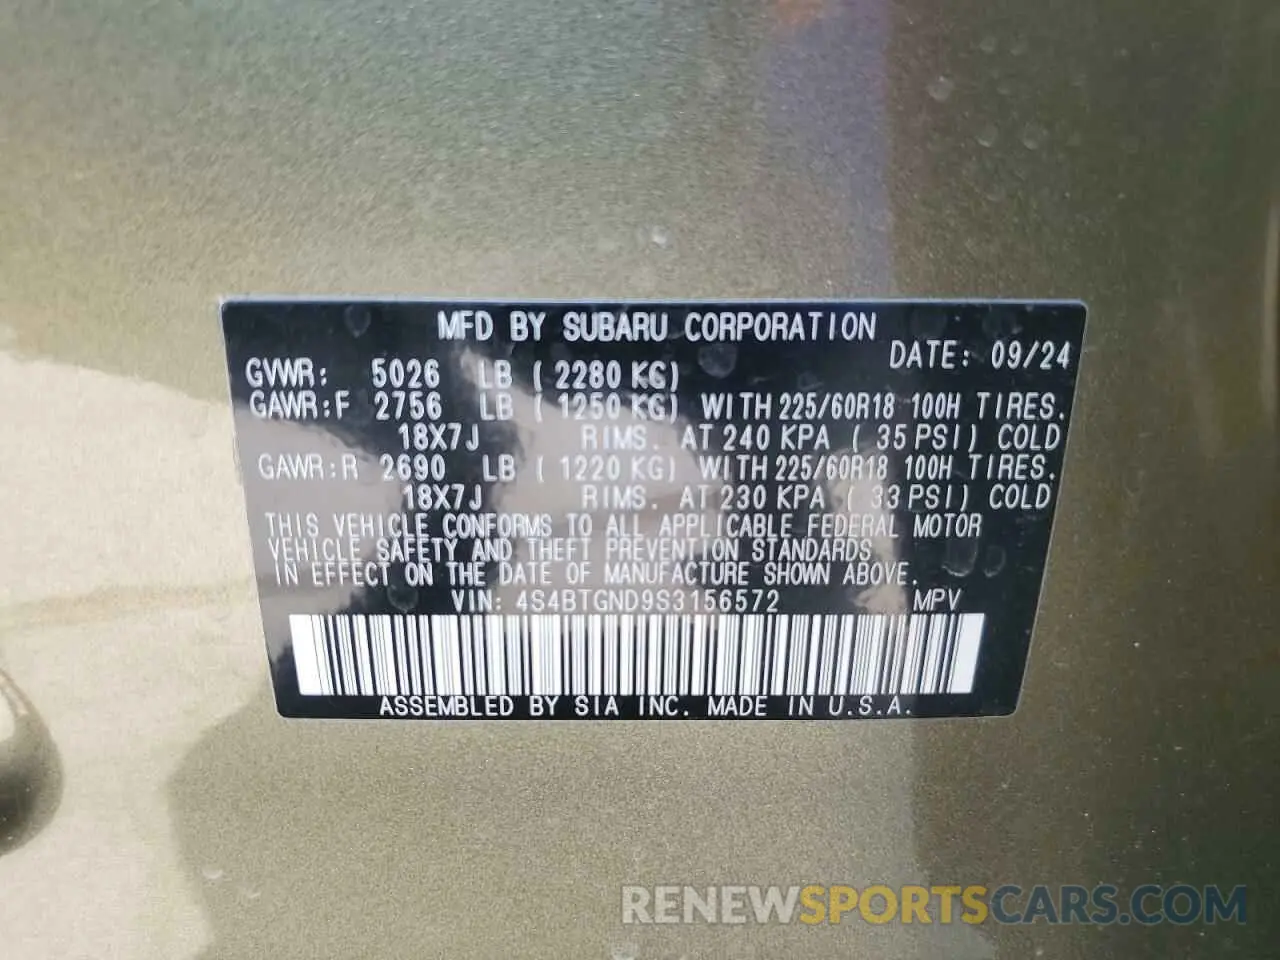 MFD BY SUBARU CORPORATION
DATE: 09/24
GVWR: 5026 LB ( 2280 KG)
GAWR:F 2756 LB ( 1250 KG) WITH 225/60R18 100H TIRES.
18X7J RIMS. AT 240 KPA ( 35 PSI) COLD
GAWR:R 2690 LB ( 1220 KG) WITH 225/60R18 100H TIRES.
18X7J RIMS. AT 230 KPA ( 33 PSI) COLD
THIS VEHICLE CONFORMS TO ALL APPLICABLE FEDERAL MOTOR
VEHICLE SAFETY AND THEFT PREVENTION STANDARDS
IN EFFECT ON THE DATE OF MANUFACTURE SHOWN ABOVE.
VIN: 4S4BTGND9S3156572 MPV
ASSEMBLED BY SIA INC. MADE IN U.S.A.
RENEWSPORTSCARS.COM